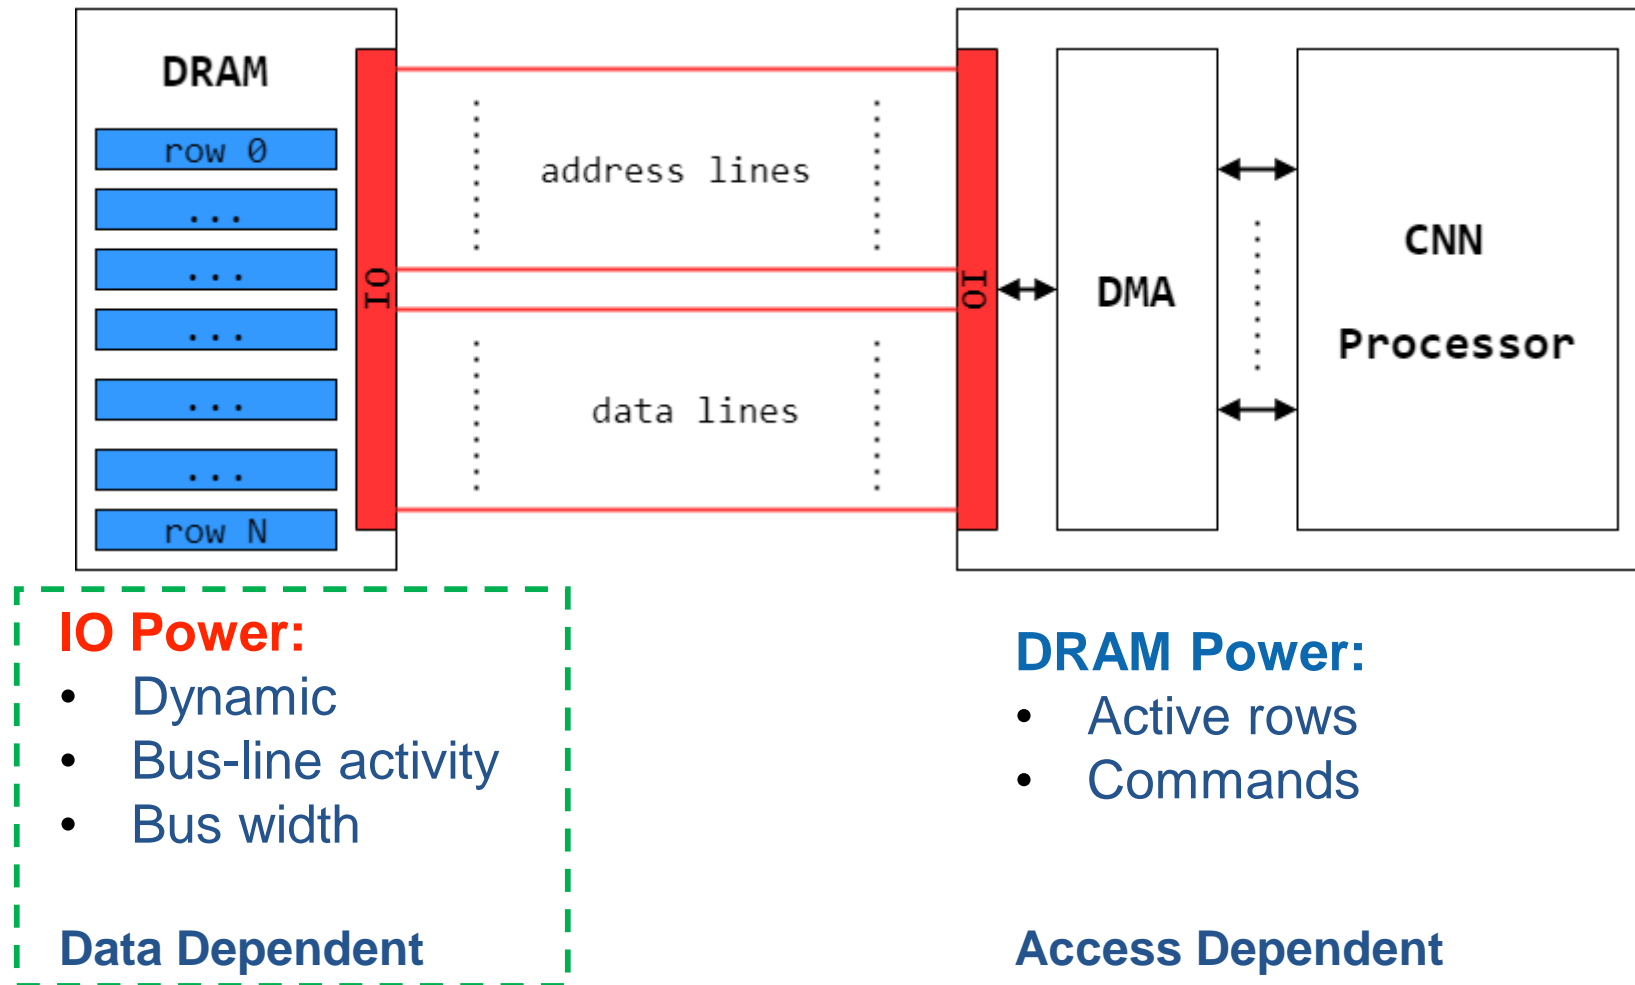 DRAM
row 0
...
...
...
...
...
row N
IO
address lines
data lines
IO
DMA
CNN
Processor
IO Power:
• Dynamic
• Bus-line activity
• Bus width
Data Dependent
DRAM Power:
• Active rows
• Commands
Access Dependent